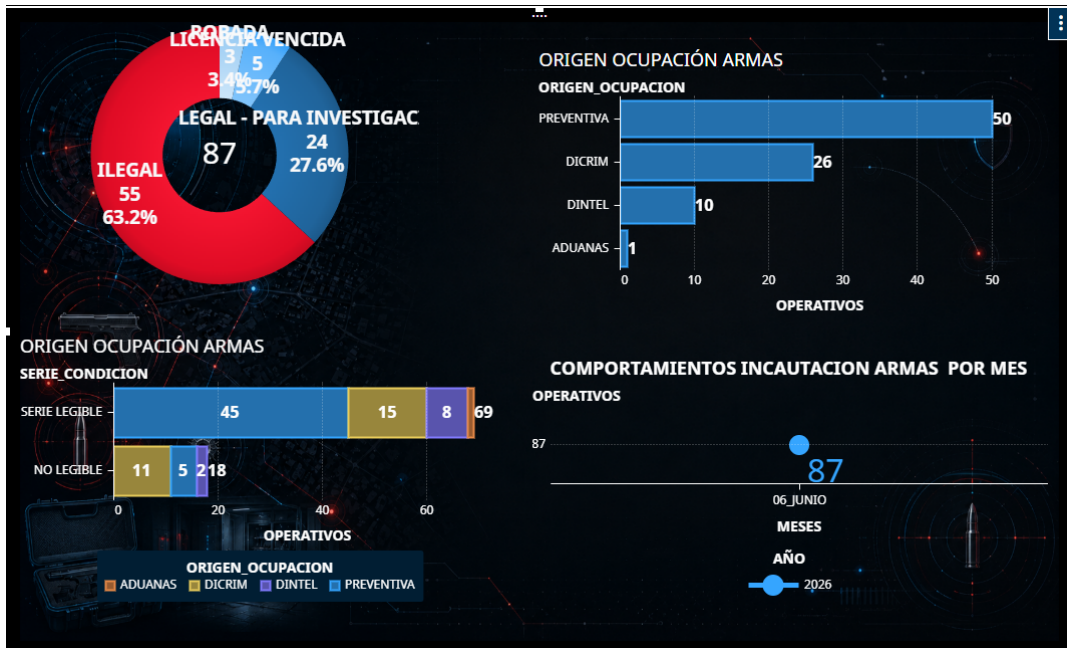 ROBADA
3
3.4%
LICENCIA VENCIDA
5
5.7%
LEGAL - PARA INVESTIGAC
24
27.6%
87
ILEGAL
55
63.2%
ORIGEN OCUPACIÓN ARMAS
ORIGEN_OCUPACION
PREVENTIVA
50
DICRIM
26
DINTEL
10
ADUANAS
1
0 10 20 30 40 50
OPERATIVOS
ORIGEN OCUPACIÓN ARMAS
SERIE_CONDICION
SERIE LEGIBLE
45 15 8 69
NO LEGIBLE
11 5 2 18
0 20 40 60
OPERATIVOS
ORIGEN_OCUPACION
ADUANAS DICRIM DINTEL PREVENTIVA
COMPORTAMIENTOS INCAUTACION ARMAS POR MES
OPERATIVOS
87
87
06_JUNIO
MESES
AÑO
2026